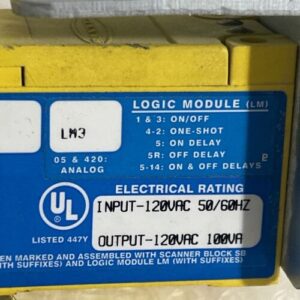 LOGIC MODULE (LM)
LM3
1 & 3: ON/OFF
4-2: ONE-SHOT
5: ON DELAY
5R: OFF DELAY
5-14: ON & OFF DELAYS
05 & 420:
ANALOG
ELECTRICAL RATING
UL
LISTED 447Y
INPUT-120VAC 50/60HZ
OUTPUT-120VAC 100VA
EN MARKED AND ASSEMBLED WITH SCANNER BLOCK SB
WITH SUFFIXES) AND LOGIC MODULE LM (WITH SUFFIXES)